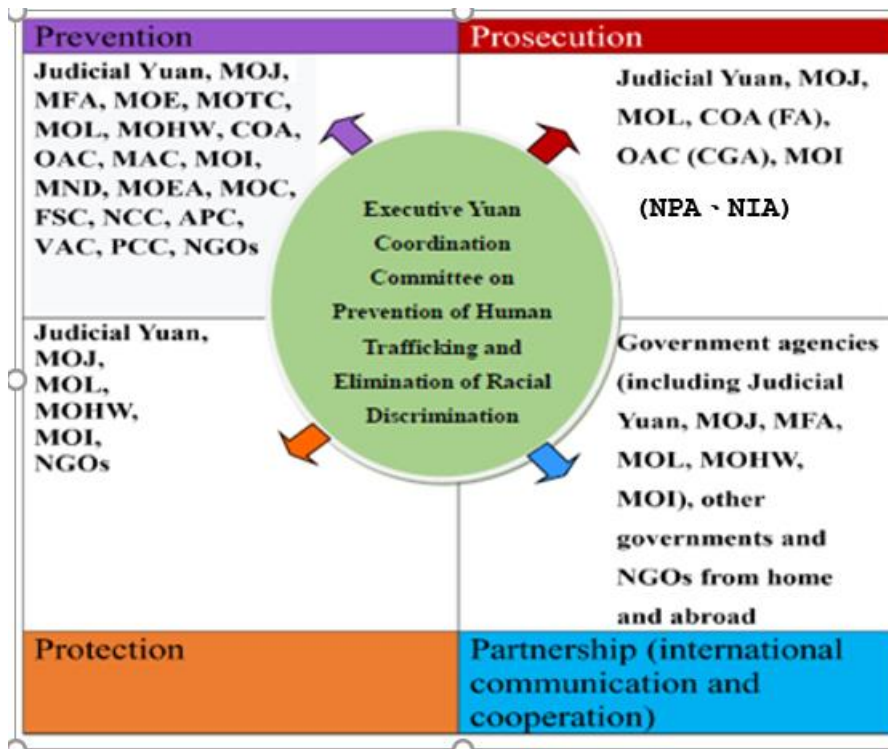 Prevention
Judicial Yuan, MOJ,
MFA, MOE, MOTC,
MOL, MOHW, COA,
OAC, MAC, MOI,
MND, MOEA, MOC,
FSC, NCC, APC,
VAC, PCC, NGOs
Prosecution
Judicial Yuan, MOJ,
MOL, COA (FA),
OAC (CGA), MOI
(NPA、NIA)
Executive Yuan
Coordination
Committee on
Prevention of Human
Trafficking and
Elimination of Racial
Discrimination
Judicial Yuan,
MOJ,
MOL,
MOHW,
MOI,
NGOs
Protection
Government agencies
(including Judicial
Yuan, MOJ, MFA,
MOL, MOHW,
MOI), other
governments and
NGOs from home
and abroad
Partnership (international
communication and
cooperation)